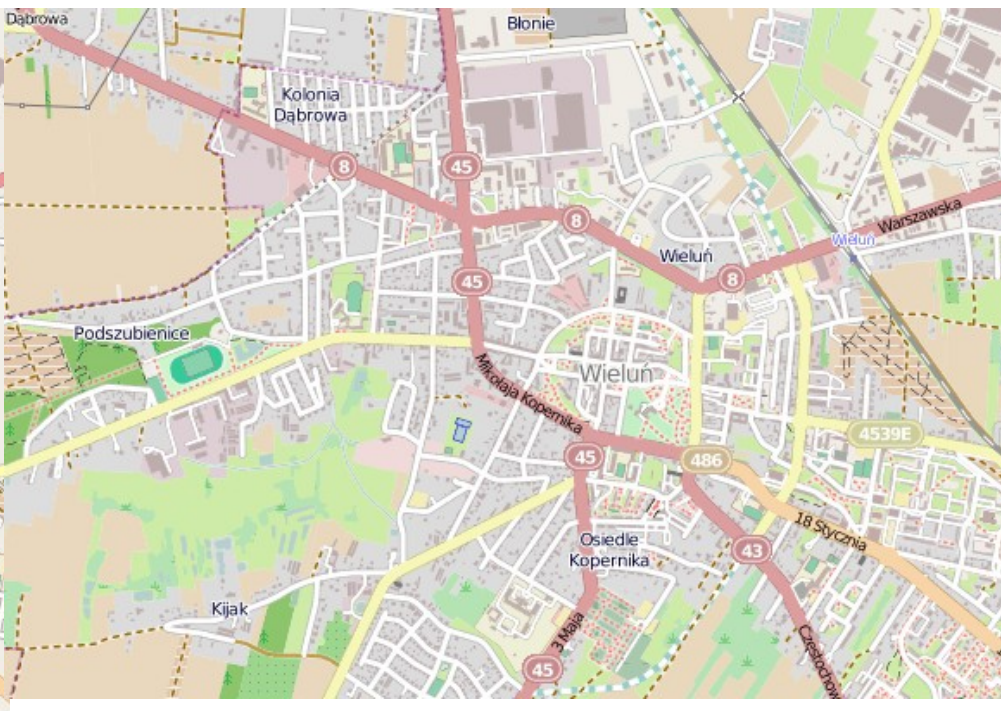 Dąbrowa
Błonie
Kolonia
Dąbrowa
8
45
Warszawska
8
Wieluń
Wieluń
8
45
Podszubienice
Mikołaja Kopernika
Wieluń
4539E
45
486
18 Stycznia
Osiedle
Kopernika
43
Kijak
3 Maja
45
Częstochow